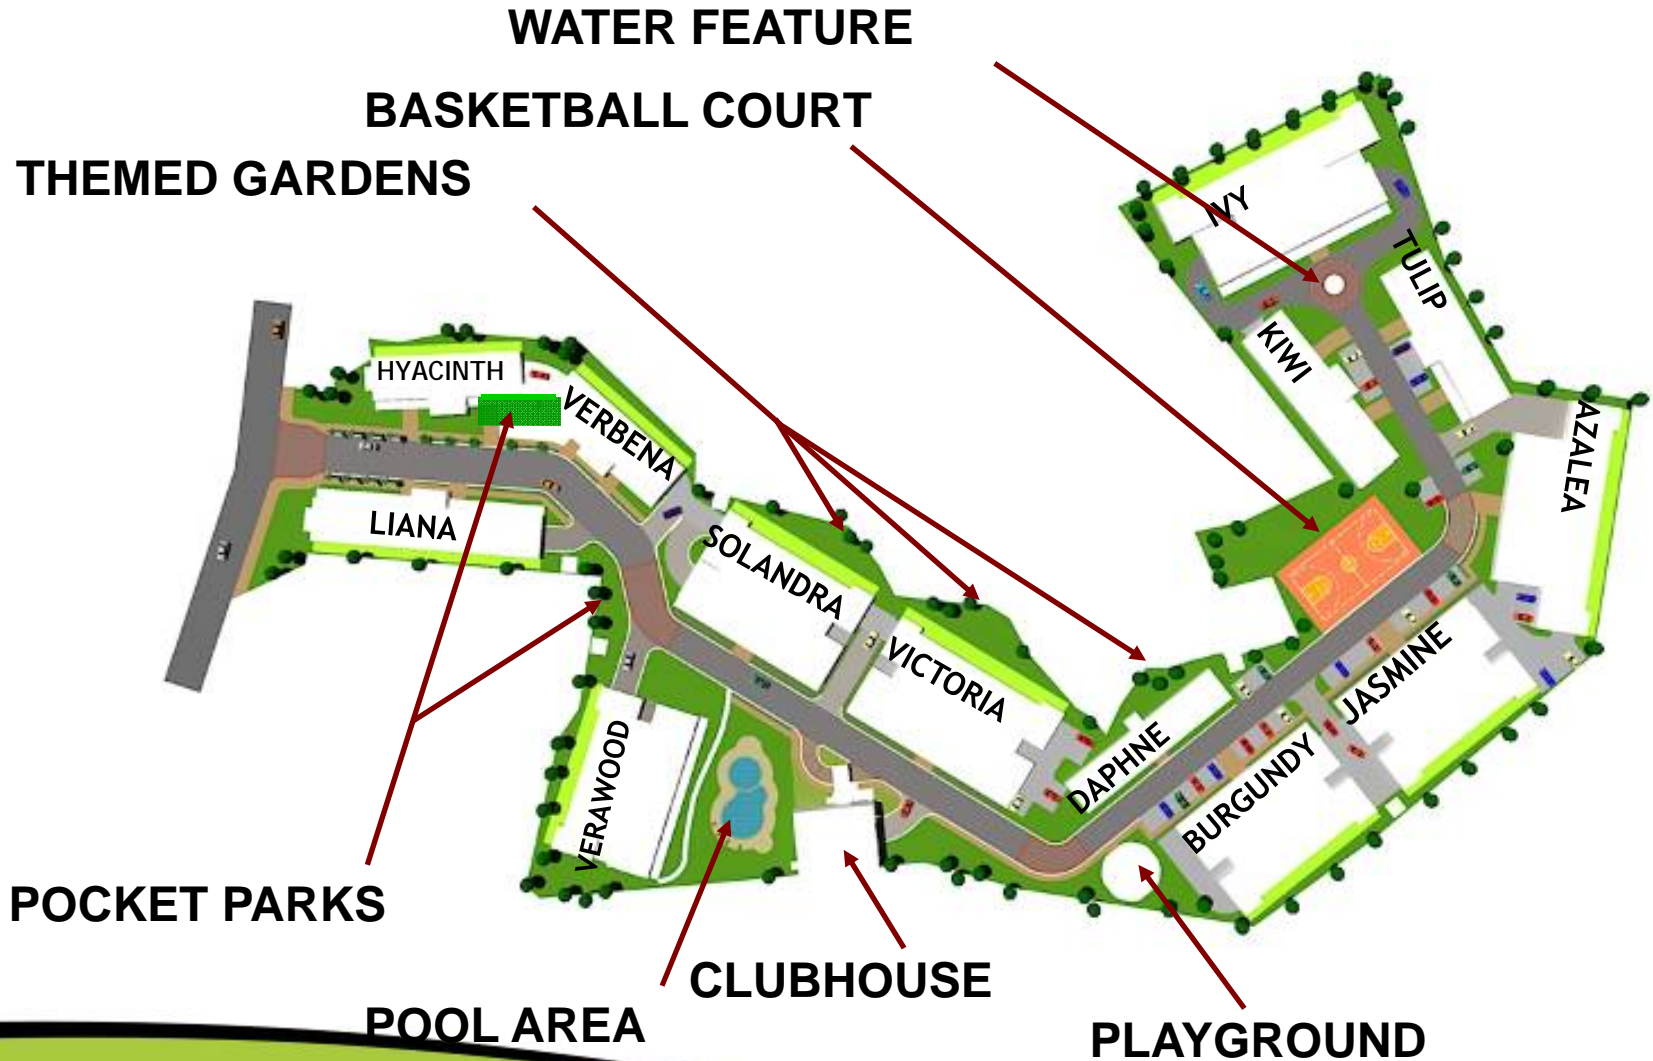 WATER FEATURE
BASKETBALL COURT
THEMED GARDENS
IVY
TULIP
KIWI
HYACINTH
VERBENA
AZALEA
LIANA
SOLANDRA
VICTORIA
JASMINE
DAPHNE
VERAWOOD
BURGUNDY
POCKET PARKS
CLUBHOUSE
POOL AREA
PLAYGROUND